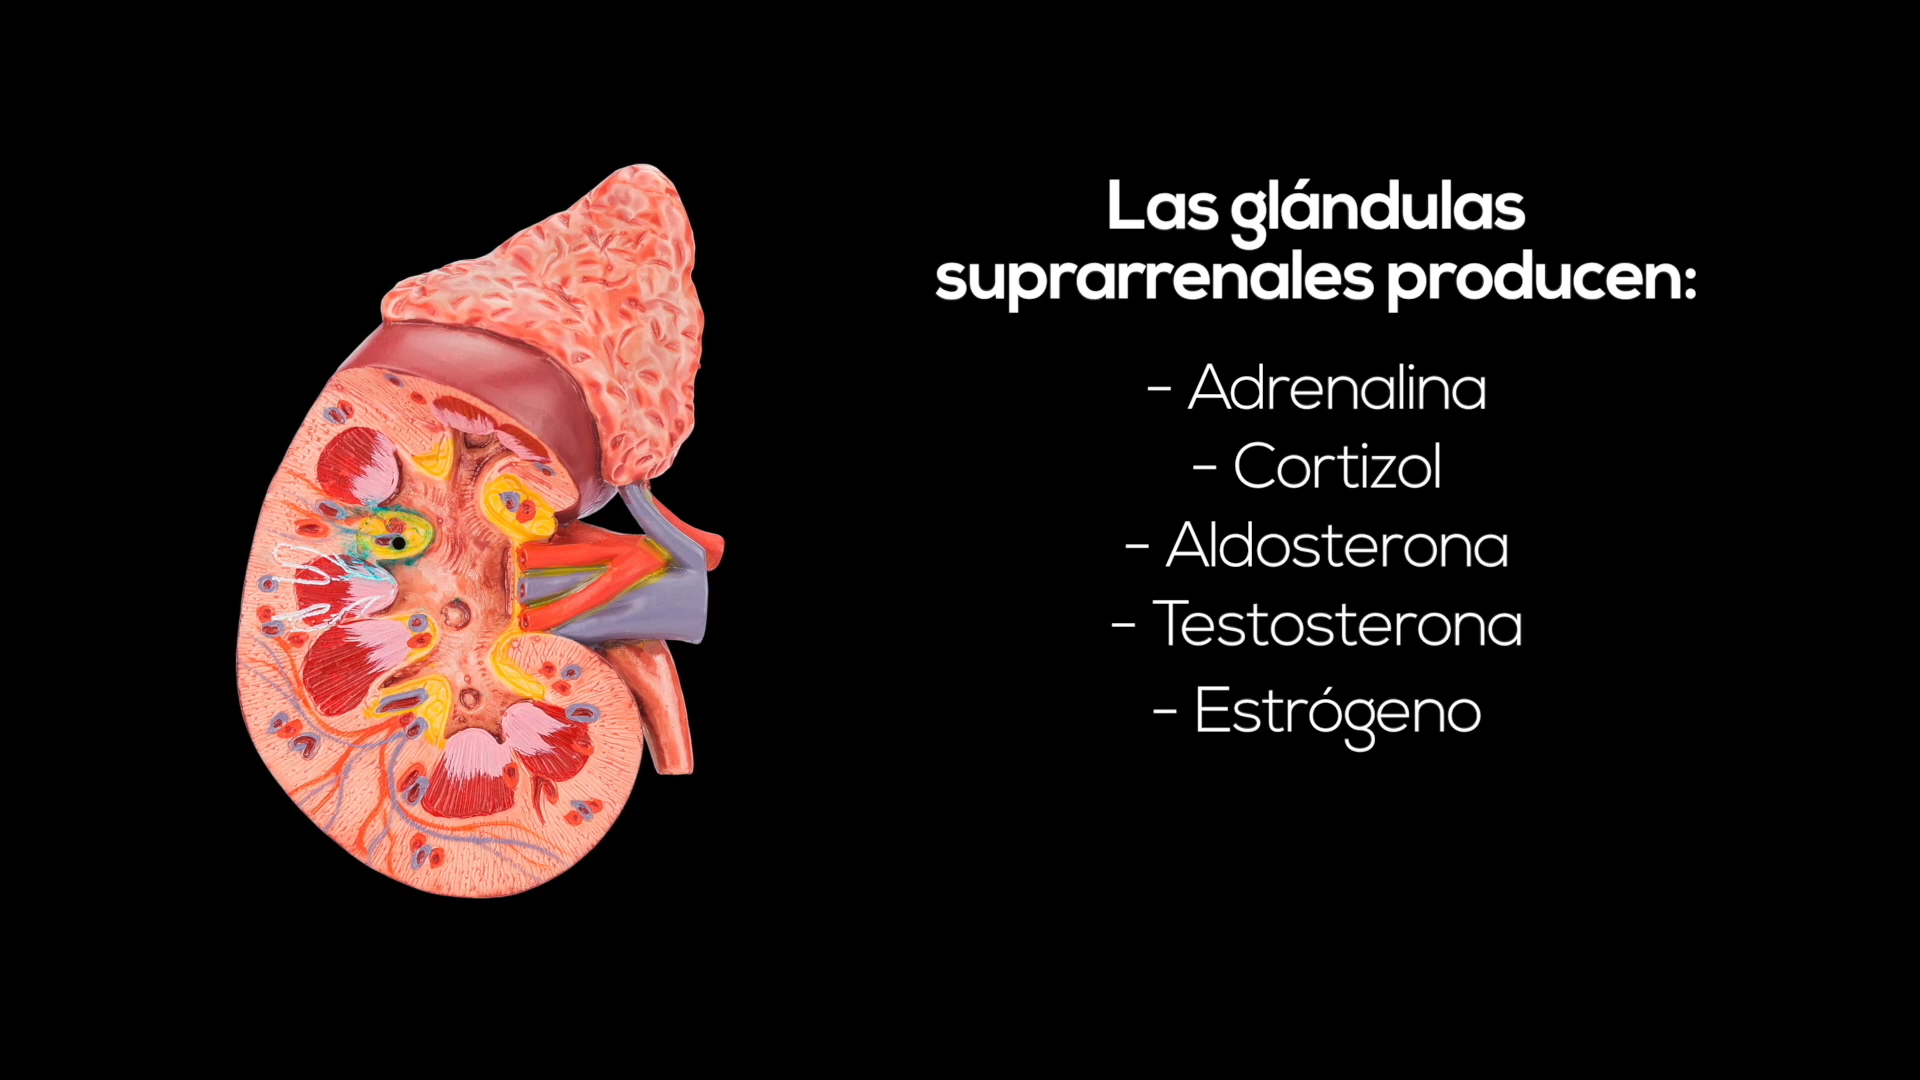 Las glándulas
suprarrenales producen:
- Adrenalina
- Cortizol
- Aldosterona
- Testosterona
- Estrógeno